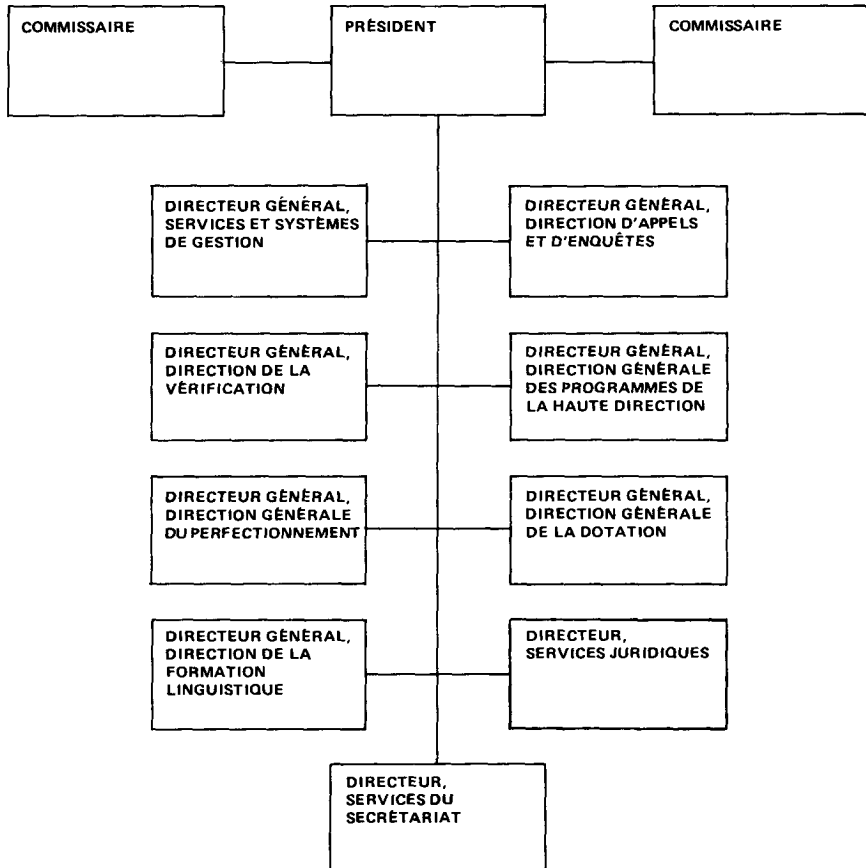 COMMISSAIRE
PRÉSIDENT
COMMISSAIRE
DIRECTEUR GÉNÉRAL,
SERVICES ET SYSTÈMES
DE GESTION
DIRECTEUR GÉNÉRAL,
DIRECTION D'APPELS
ET D'ENQUÊTES
DIRECTEUR GÉNÉRAL,
DIRECTION DE LA
VÉRIFICATION
DIRECTEUR GÉNÉRAL,
DIRECTION GÉNÉRALE
DES PROGRAMMES DE
LA HAUTE DIRECTION
DIRECTEUR GÉNÉRAL,
DIRECTION GÉNÉRALE
DU PERFECTIONNEMENT
DIRECTEUR GÉNÉRAL,
DIRECTION GÉNÉRALE
DE LA DOTATION
DIRECTEUR GÉNÉRAL,
DIRECTION DE LA
FORMATION
LINGUISTIQUE
DIRECTEUR,
SERVICES JURIDIQUES
DIRECTEUR,
SERVICES DU
SECRÉTARIAT